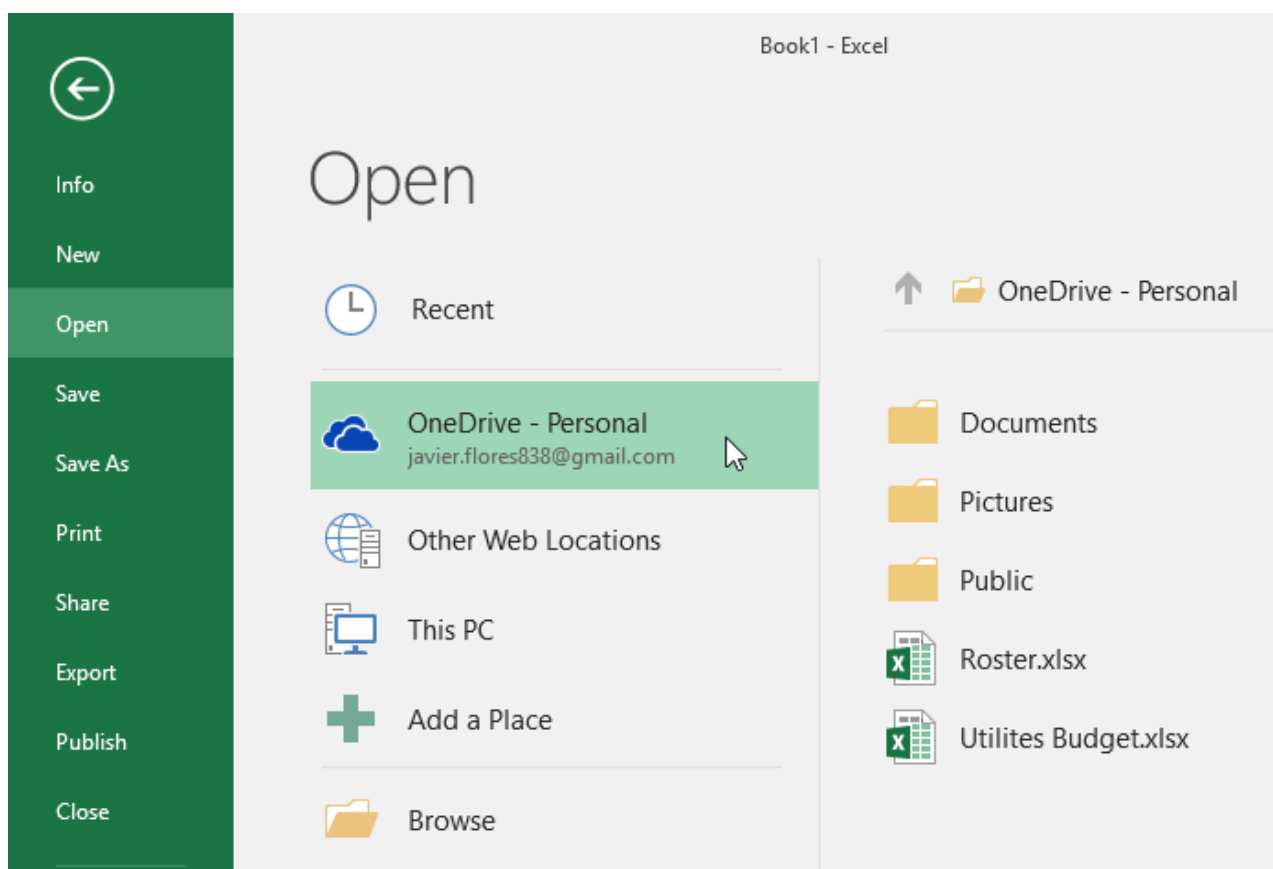 Book1 - Excel
Info
New
Open
Save
Save As
Print
Share
Export
Publish
Close
Open
Recent
OneDrive - Personal
javier.flores838@gmail.com
Other Web Locations
This PC
Add a Place
Browse
OneDrive - Personal
Documents
Pictures
Public
Roster.xlsx
Utilites Budget.xlsx